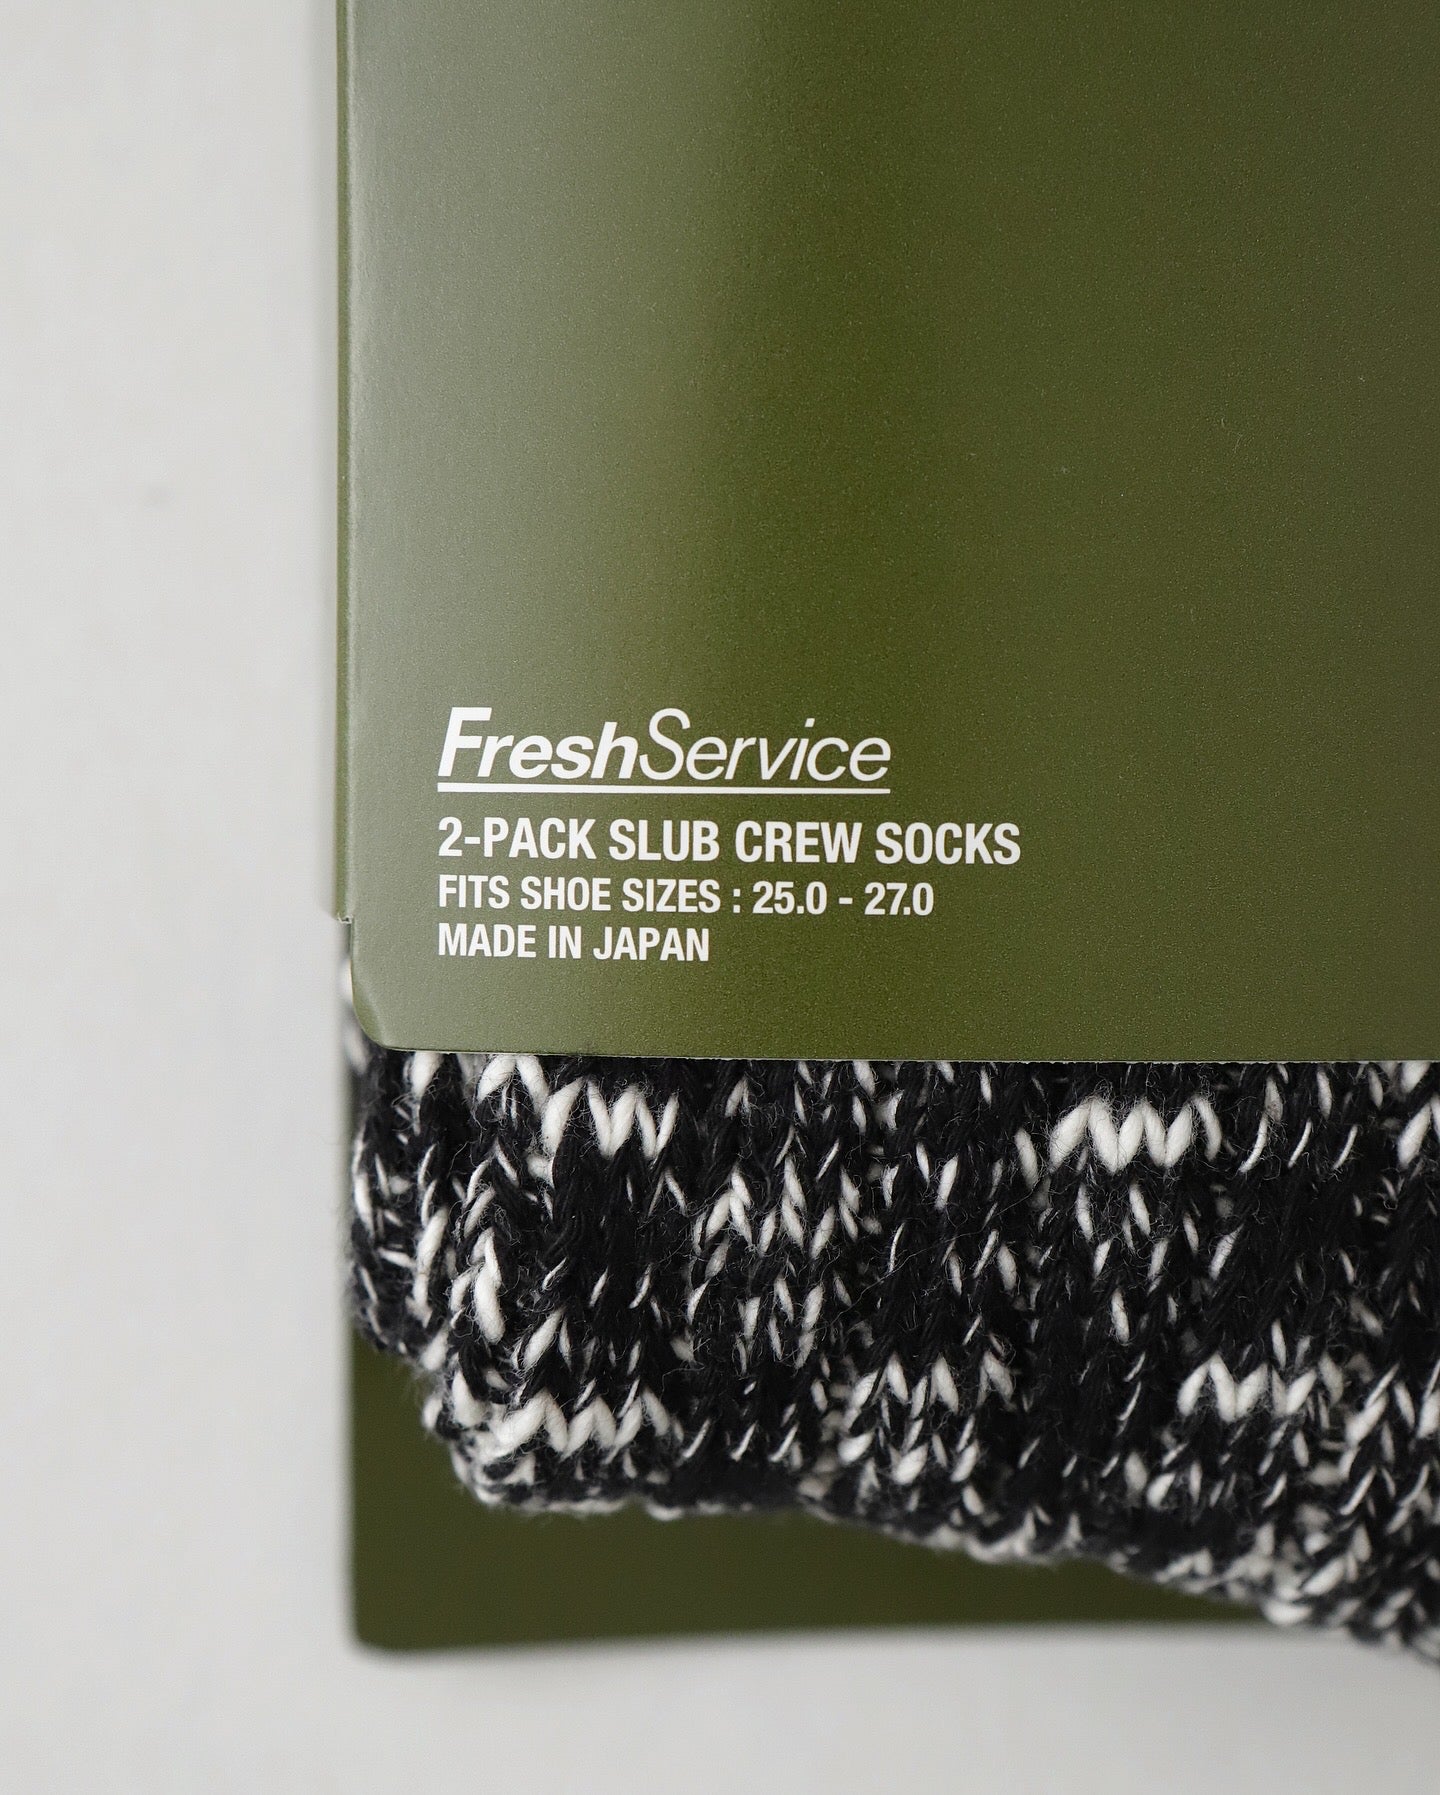 FreshService
2-PACK SLUB CREW SOCKS
FITS SHOE SIZES : 25.0 - 27.0
MADE IN JAPAN